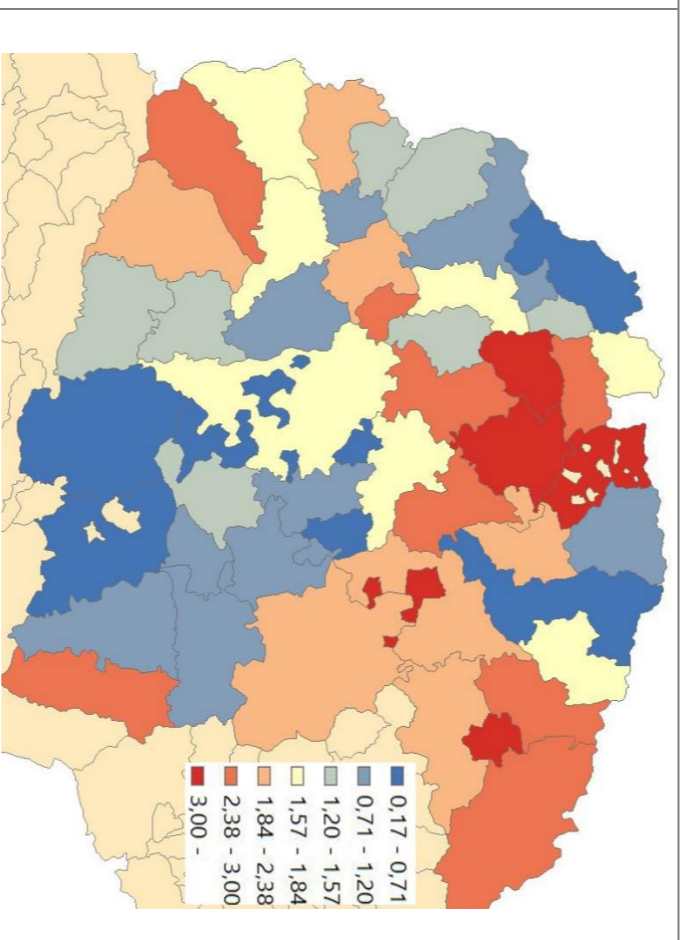 0,17 - 0,71
0,71 - 1,20
1,20 - 1,57
1,57 - 1,84
1,84 - 2,38
2,38 - 3,00
3,00 -